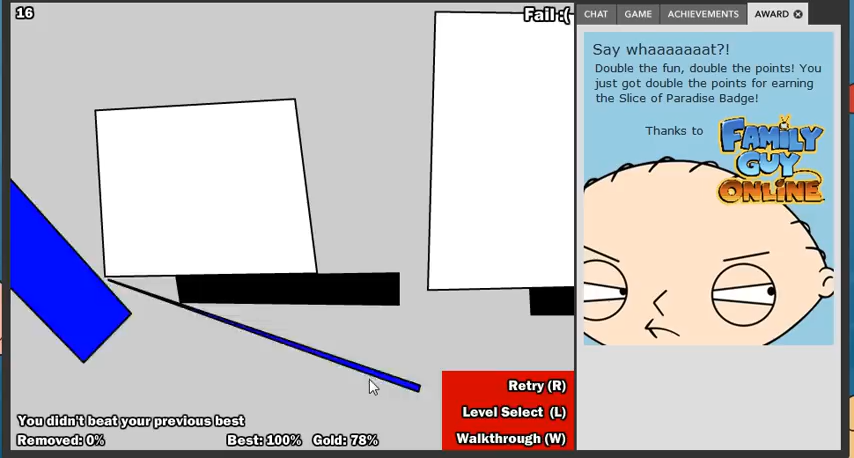 16
Fail :(
CHAT
GAME
ACHIEVEMENTS
AWARD
Say whaaaaaaat?!
Double the fun, double the points! You
just got double the points for earning
the Slice of Paradise Badge!
Thanks to
FAMILY
GUY
ONLINE
Retry (R)
Level Select (L)
Walkthrough (W)
You didn't beat your previous best
Removed: 0% Best: 100% Gold: 78%